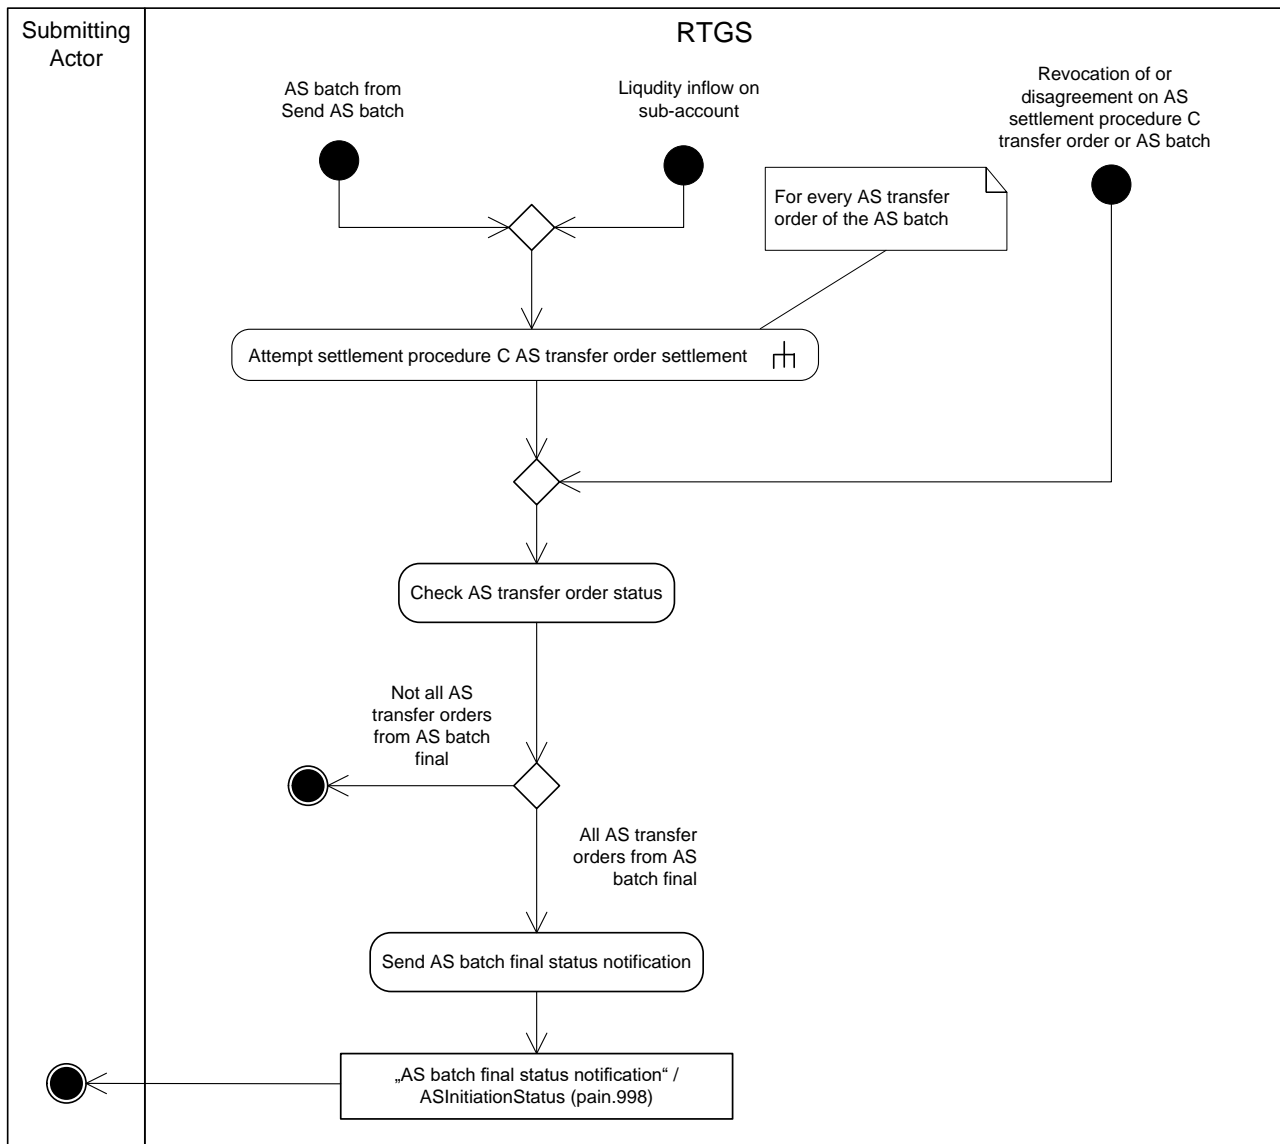 Submitting
Actor
RTGS
AS batch from
Send AS batch
Liqudity inflow on
sub-account
Revocation of or
disagreement on AS
settlement procedure C
transfer order or AS batch
For every AS transfer
order of the AS batch
Attempt settlement procedure C AS transfer order settlement
Check AS transfer order status
Not all AS
transfer orders
from AS batch
final
All AS transfer
orders from AS
batch final
Send AS batch final status notification
„AS batch final status notification“ /
ASInitiationStatus (pain.998)